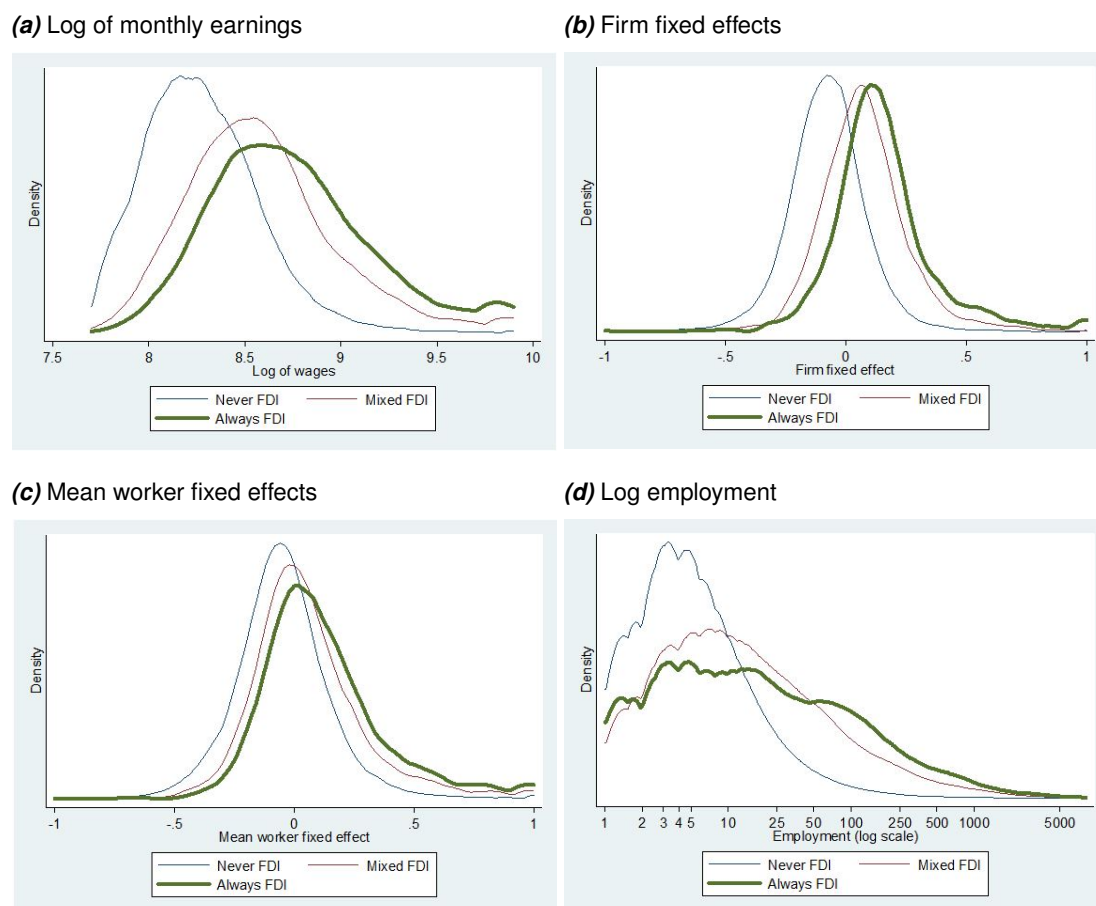 (a) Log of monthly earnings
Density
7.5 8 8.5 9 9.5 10
Log of wages
Never FDI Mixed FDI
Always FDI
(b) Firm fixed effects
Density
-1 -.5 0 .5 1
Firm fixed effect
Never FDI Mixed FDI
Always FDI
(c) Mean worker fixed effects
Density
-1 -.5 0 .5 1
Mean worker fixed effect
Never FDI Mixed FDI
Always FDI
(d) Log employment
Density
1 2 3 4 5 10 25 50 100 250 500 1000 5000
Employment (log scale)
Never FDI Mixed FDI
Always FDI